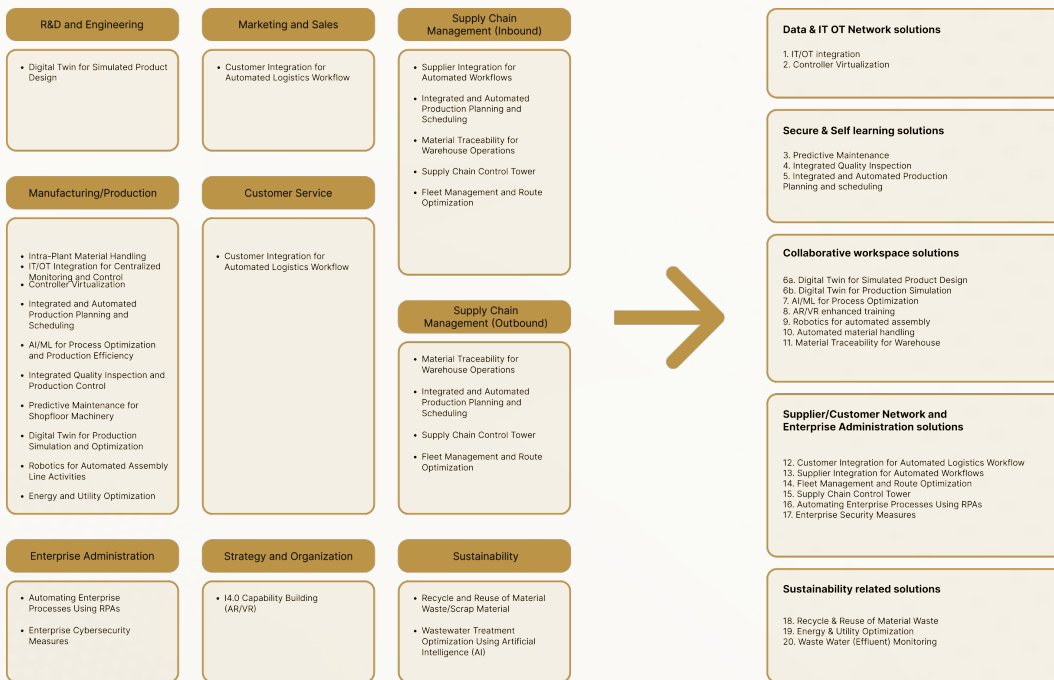 R&D and Engineering
• Digital Twin for Simulated Product
Design
Marketing and Sales
• Customer Integration for
Automated Logistics Workflow
Supply Chain
Management (Inbound)
• Supplier Integration for
Automated Workflows
• Integrated and Automated
Production Planning and
Scheduling
• Material Traceability for
Warehouse Operations
• Supply Chain Control Tower
• Fleet Management and Route
Optimization
Manufacturing/Production
• Intra-Plant Material Handling
• IT/OT Integration for Centralized
Monitoring and Control
• Controller Virtualization
• Integrated and Automated
Production Planning and
Scheduling
• AI/ML for Process Optimization
and Production Efficiency
• Integrated Quality Inspection and
Production Control
• Predictive Maintenance for
Shopfloor Machinery
• Digital Twin for Production
Simulation and Optimization
• Robotics for Automated Assembly
Line Activities
• Energy and Utility Optimization
Customer Service
• Customer Integration for
Automated Logistics Workflow
Supply Chain
Management (Outbound)
• Material Traceability for
Warehouse Operations
• Integrated and Automated
Production Planning and
Scheduling
• Supply Chain Control Tower
• Fleet Management and Route
Optimization
Enterprise Administration
• Automating Enterprise
Processes Using RPAs
• Enterprise Cybersecurity
Measures
Strategy and Organization
• I4.0 Capability Building
(AR/VR)
Sustainability
• Recycle and Reuse of Material
Waste/Scrap Material
• Wastewater Treatment
Optimization Using Artificial
Intelligence (AI)
Data & IT OT Network solutions
1. IT/OT integration
2. Controller Virtualization
Secure & Self learning solutions
3. Predictive Maintenance
4. Integrated Quality Inspection
5. Integrated and Automated Production
Planning and scheduling
Collaborative workspace solutions
6a. Digital Twin for Simulated Product Design
6b. Digital Twin for Production Simulation
7. AI/ML for Process Optimization
8. AR/VR enhanced training
9. Robotics for automated assembly
10. Automated material handling
11. Material Traceability for Warehouse
Supplier/Customer Network and
Enterprise Administration solutions
12. Customer Integration for Automated Logistics Workflow
13. Supplier Integration for Automated Workflows
14. Fleet Management and Route Optimization
15. Supply Chain Control Tower
16. Automating Enterprise Processes Using RPAs
17. Enterprise Security Measures
Sustainability related solutions
18. Recycle & Reuse of Material Waste
19. Energy & Utility Optimization
20. Waste Water (Effluent) Monitoring